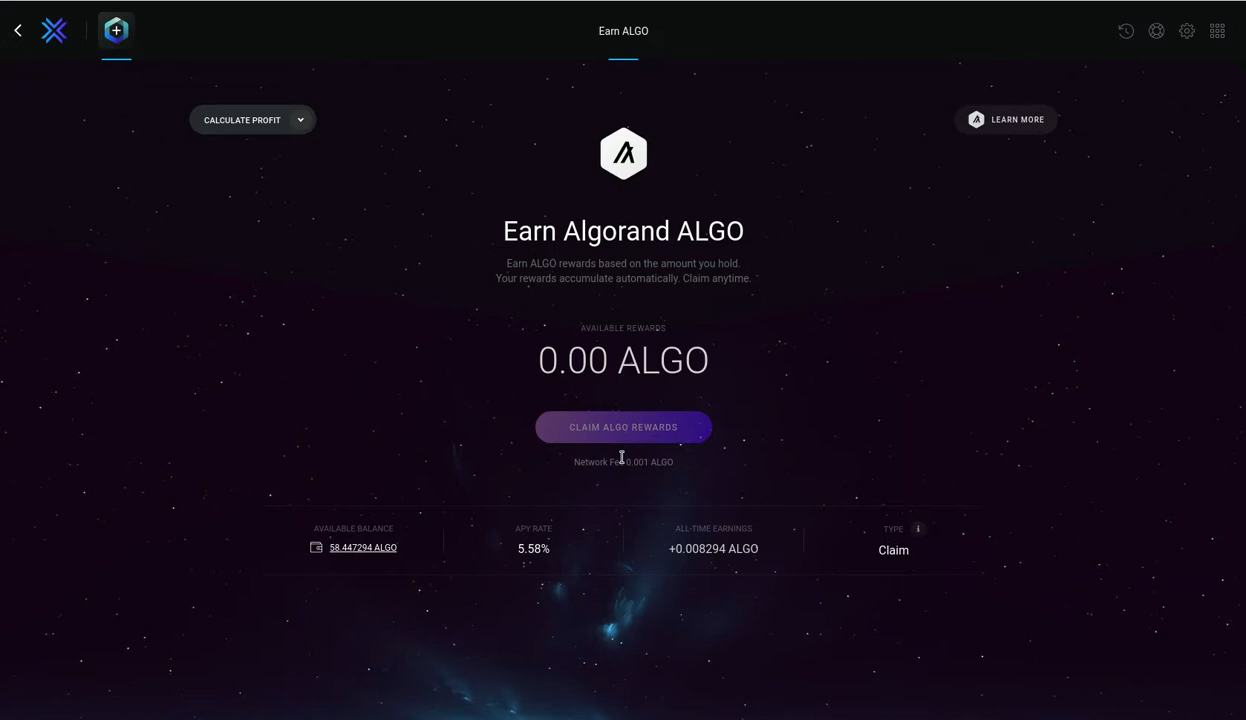 Earn ALGO
CALCULATE PROFIT
LEARN MORE
Earn Algorand ALGO
Earn ALGO rewards based on the amount you hold.
Your rewards accumulate automatically. Claim anytime.
AVAILABLE REWARDS
0.00 ALGO
CLAIM ALGO REWARDS
Network Fee 0.001 ALGO
AVAILABLE BALANCE
58.447294 ALGO
APY RATE
5.58%
ALL-TIME EARNINGS
+0.008294 ALGO
TYPE
Claim